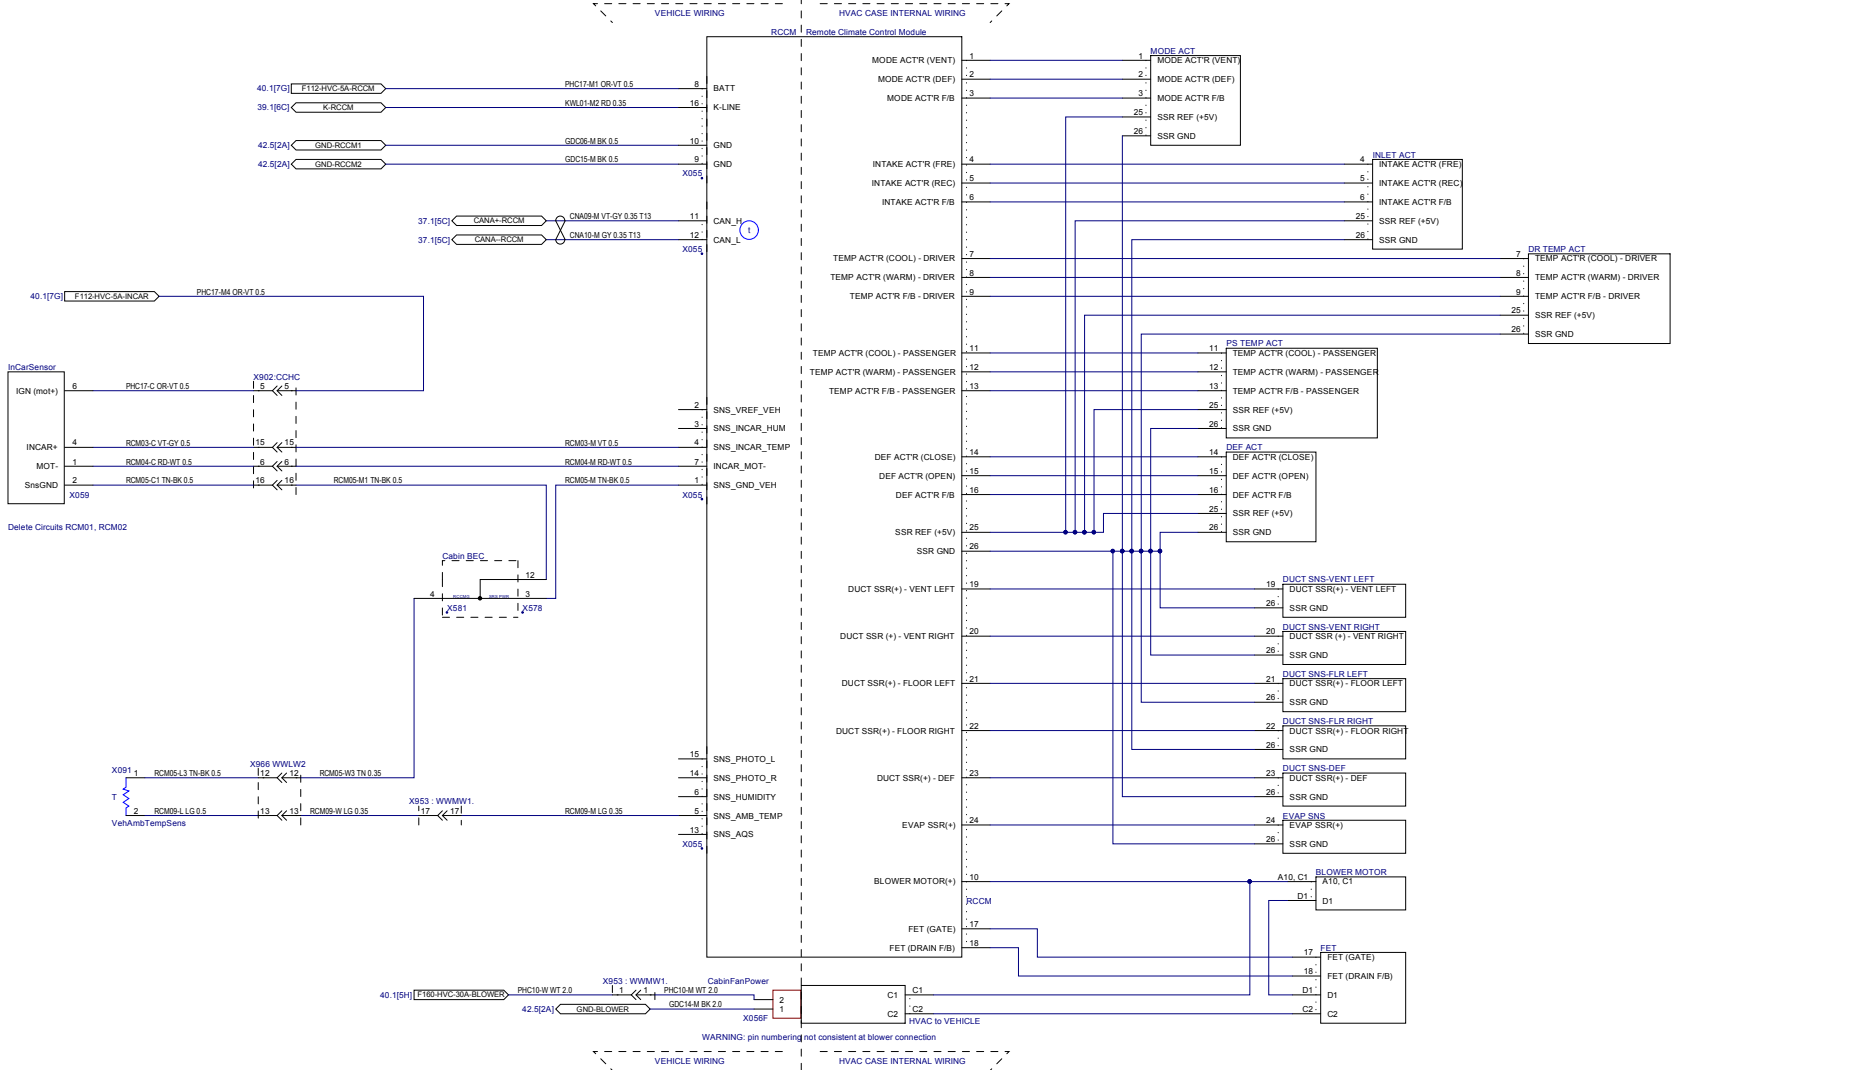 VEHICLE WIRING
HVAC CASE INTERNAL WIRING
RCCM
Remote Climate Control Module
40.1[7G] F112-HVC-5A-RCCM PHC17-M1 OR-VT 0.5 8 BATT
39.1[6C] K-RCCM KWL01-M2 RD 0.35 16 K-LINE
42.5[2A] GND-RCCM1 GDC06-M BK 0.5 10 GND
42.5[2A] GND-RCCM2 GDC15-M BK 0.5 9 GND
X055
37.1[5C] CANA+-RCCM CNA09-M VT-GY 0.35 T13 11 CAN_H
t
37.1[5C] CANA--RCCM CNA10-M GY 0.35 T13 12 CAN_L
X055
40.1[7G] F112-HVC-5A-INCAR PHC17-M4 OR-VT 0.5
InCarSensor
X902:CCHC
IGN (mot+) 6 PHC17-C OR-VT 0.5 5 5
2 SNS_VREF_VEH
3 SNS_INCAR_HUM
INCAR+ 4 RCM03-C VT-GY 0.5 15 15 RCM03-M VT 0.5 4 SNS_INCAR_TEMP
MOT- 1 RCM04-C RD-WT 0.5 6 6 RCM04-M RD-WT 0.5 7 INCAR_MOT-
SnsGND 2 RCM05-C1 TN-BK 0.5 16 16 RCM05-M1 TN-BK 0.5 RCM05-M TN-BK 0.5 1 SNS_GND_VEH
X059
X055
Delete Circuits RCM01, RCM02
Cabin BEC
12
4 3
X581 X578
15 SNS_PHOTO_L
X966 WWLW2
X091 1 RCM05-L3 TN-BK 0.5 12 12 RCM05-W3 TN 0.35 14 SNS_PHOTO_R
T
6 SNS_HUMIDITY
X953 : WWMW1.
2 RCM09-L LG 0.5 13 13 RCM09-W LG 0.35 17 17 RCM09-M LG 0.35 5 SNS_AMB_TEMP
VehAmbTempSens
13 SNS_AQS
X055
MODE ACT'R (VENT) 1
MODE ACT'R (DEF) 2
MODE ACT'R F/B 3
INTAKE ACT'R (FRE) 4
INTAKE ACT'R (REC) 5
INTAKE ACT'R F/B 6
TEMP ACT'R (COOL) - DRIVER 7
TEMP ACT'R (WARM) - DRIVER 8
TEMP ACT'R F/B - DRIVER 9
TEMP ACT'R (COOL) - PASSENGER 11
TEMP ACT'R (WARM) - PASSENGER 12
TEMP ACT'R F/B - PASSENGER 13
DEF ACT'R (CLOSE) 14
DEF ACT'R (OPEN) 15
DEF ACT'R F/B 16
SSR REF (+5V) 25
SSR GND 26
DUCT SSR(+) - VENT LEFT 19
DUCT SSR (+) - VENT RIGHT 20
DUCT SSR(+) - FLOOR LEFT 21
DUCT SSR(+) - FLOOR RIGHT 22
DUCT SSR(+) - DEF 23
EVAP SSR(+) 24
BLOWER MOTOR(+) 10
RCCM
FET (GATE) 17
FET (DRAIN F/B) 18
MODE ACT
1 MODE ACT'R (VENT)
2 MODE ACT'R (DEF)
3 MODE ACT'R F/B
25 SSR REF (+5V)
26 SSR GND
INLET ACT
4 INTAKE ACT'R (FRE)
5 INTAKE ACT'R (REC)
6 INTAKE ACT'R F/B
25 SSR REF (+5V)
26 SSR GND
DR TEMP ACT
7 TEMP ACT'R (COOL) - DRIVER
8 TEMP ACT'R (WARM) - DRIVER
9 TEMP ACT'R F/B - DRIVER
25 SSR REF (+5V)
26 SSR GND
PS TEMP ACT
11 TEMP ACT'R (COOL) - PASSENGER
12 TEMP ACT'R (WARM) - PASSENGER
13 TEMP ACT'R F/B - PASSENGER
25 SSR REF (+5V)
26 SSR GND
DEF ACT
14 DEF ACT'R (CLOSE)
15 DEF ACT'R (OPEN)
16 DEF ACT'R F/B
25 SSR REF (+5V)
26 SSR GND
DUCT SNS-VENT LEFT
19 DUCT SSR(+) - VENT LEFT
26 SSR GND
DUCT SNS-VENT RIGHT
20 DUCT SSR (+) - VENT RIGHT
26 SSR GND
DUCT SNS-FLR LEFT
21 DUCT SSR(+) - FLOOR LEFT
26 SSR GND
DUCT SNS-FLR RIGHT
22 DUCT SSR(+) - FLOOR RIGHT
26 SSR GND
DUCT SNS-DEF
23 DUCT SSR(+) - DEF
26 SSR GND
EVAP SNS
24 EVAP SSR(+)
26 SSR GND
BLOWER MOTOR
A10, C1 A10, C1
D1 D1
FET
17 FET (GATE)
18 FET (DRAIN F/B)
D1 D1
C2 C2
X953 : WWMW1. CabinFanPower
40.1[5H] F160-HVC-30A-BLOWER PHC10-W WT 2.0 1 1 PHC10-M WT 2.0 2 C1 C1
42.5[2A] GND-BLOWER GDC14-M BK 2.0 1 C2 C2
X056F
HVAC to VEHICLE
WARNING: pin numbering not consistent at blower connection
VEHICLE WIRING
HVAC CASE INTERNAL WIRING